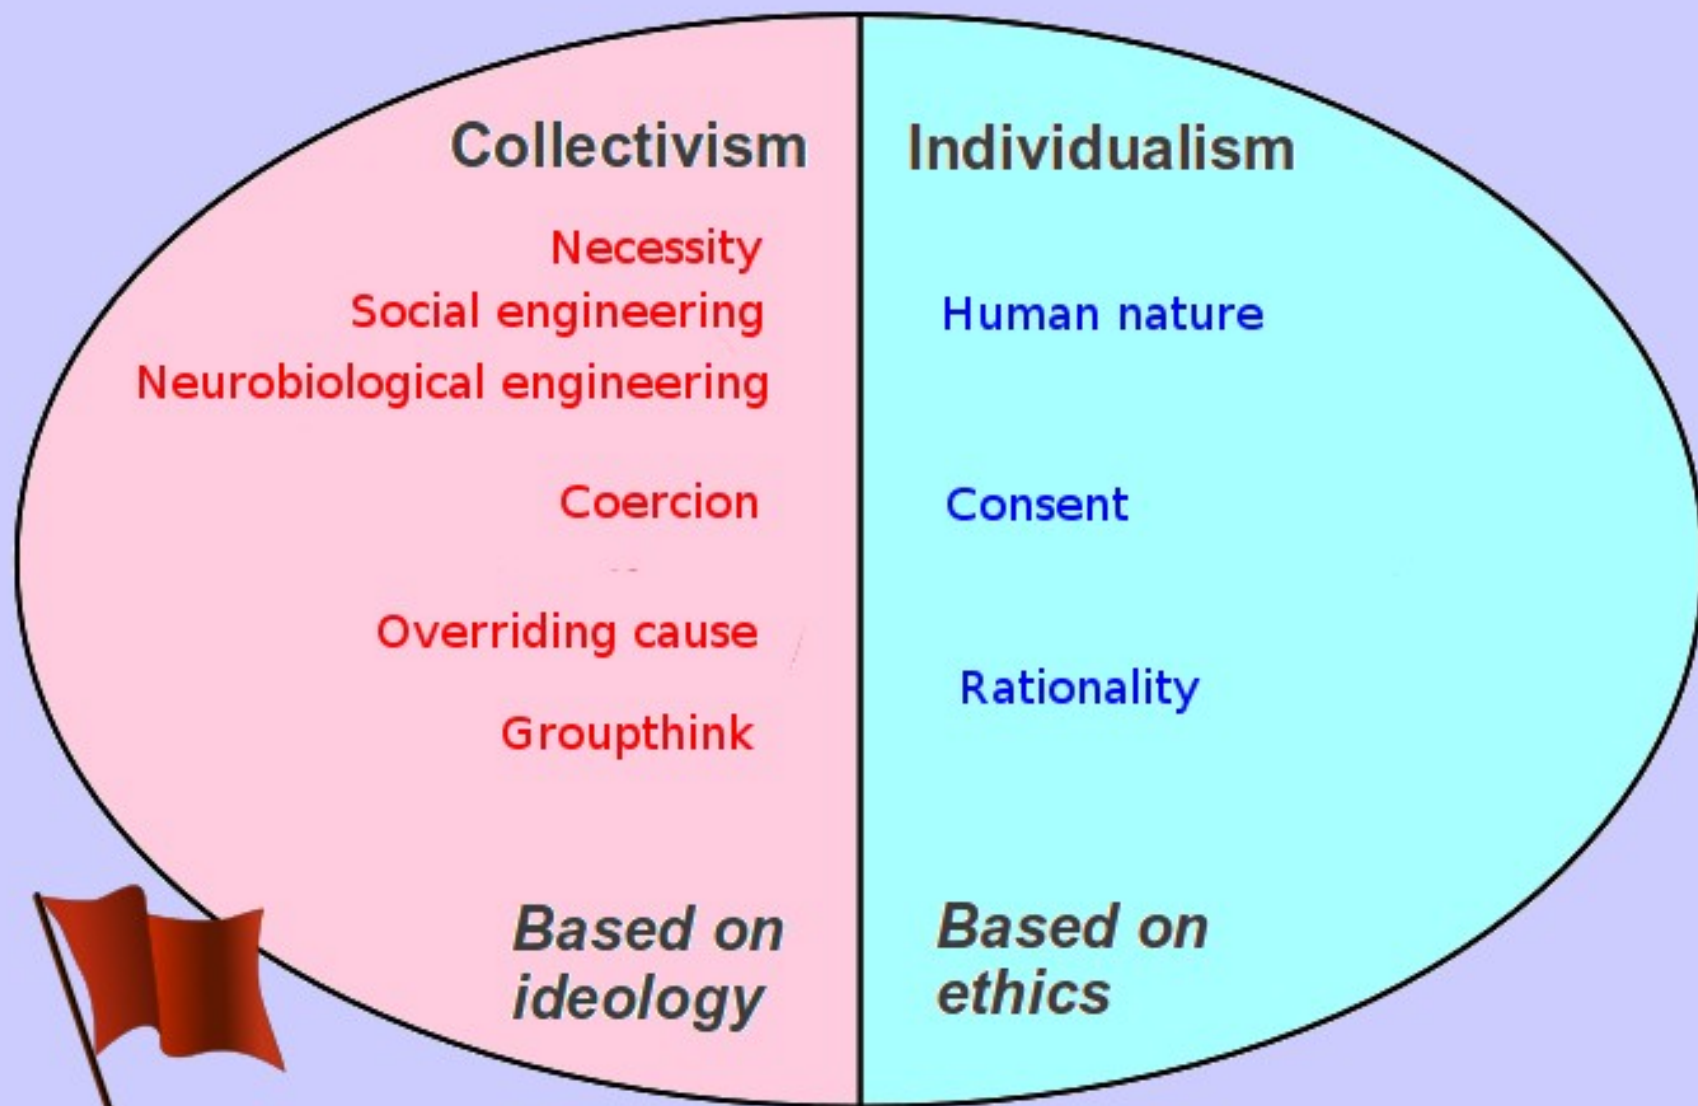 Collectivism
Necessity
Social engineering
Neurobiological engineering
Coercion
Overriding cause
Groupthink
Based on
ideology
Individualism
Human nature
Consent
Rationality
Based on
ethics